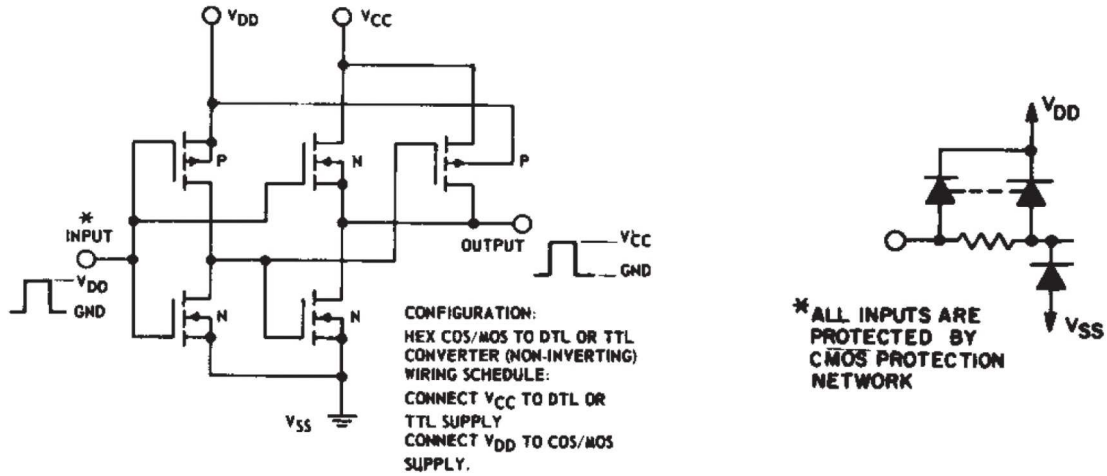 VDD
VCC
P
N
P
*
INPUT
VDD
GND
N
N
OUTPUT
VCC
GND
VSS
CONFIGURATION:
HEX COS/MOS TO DTL OR TTL
CONVERTER (NON-INVERTING)
WIRING SCHEDULE:
CONNECT VCC TO DTL OR
TTL SUPPLY
CONNECT VDD TO COS/MOS
SUPPLY.
VDD
VSS
*ALL INPUTS ARE
PROTECTED BY
CMOS PROTECTION
NETWORK